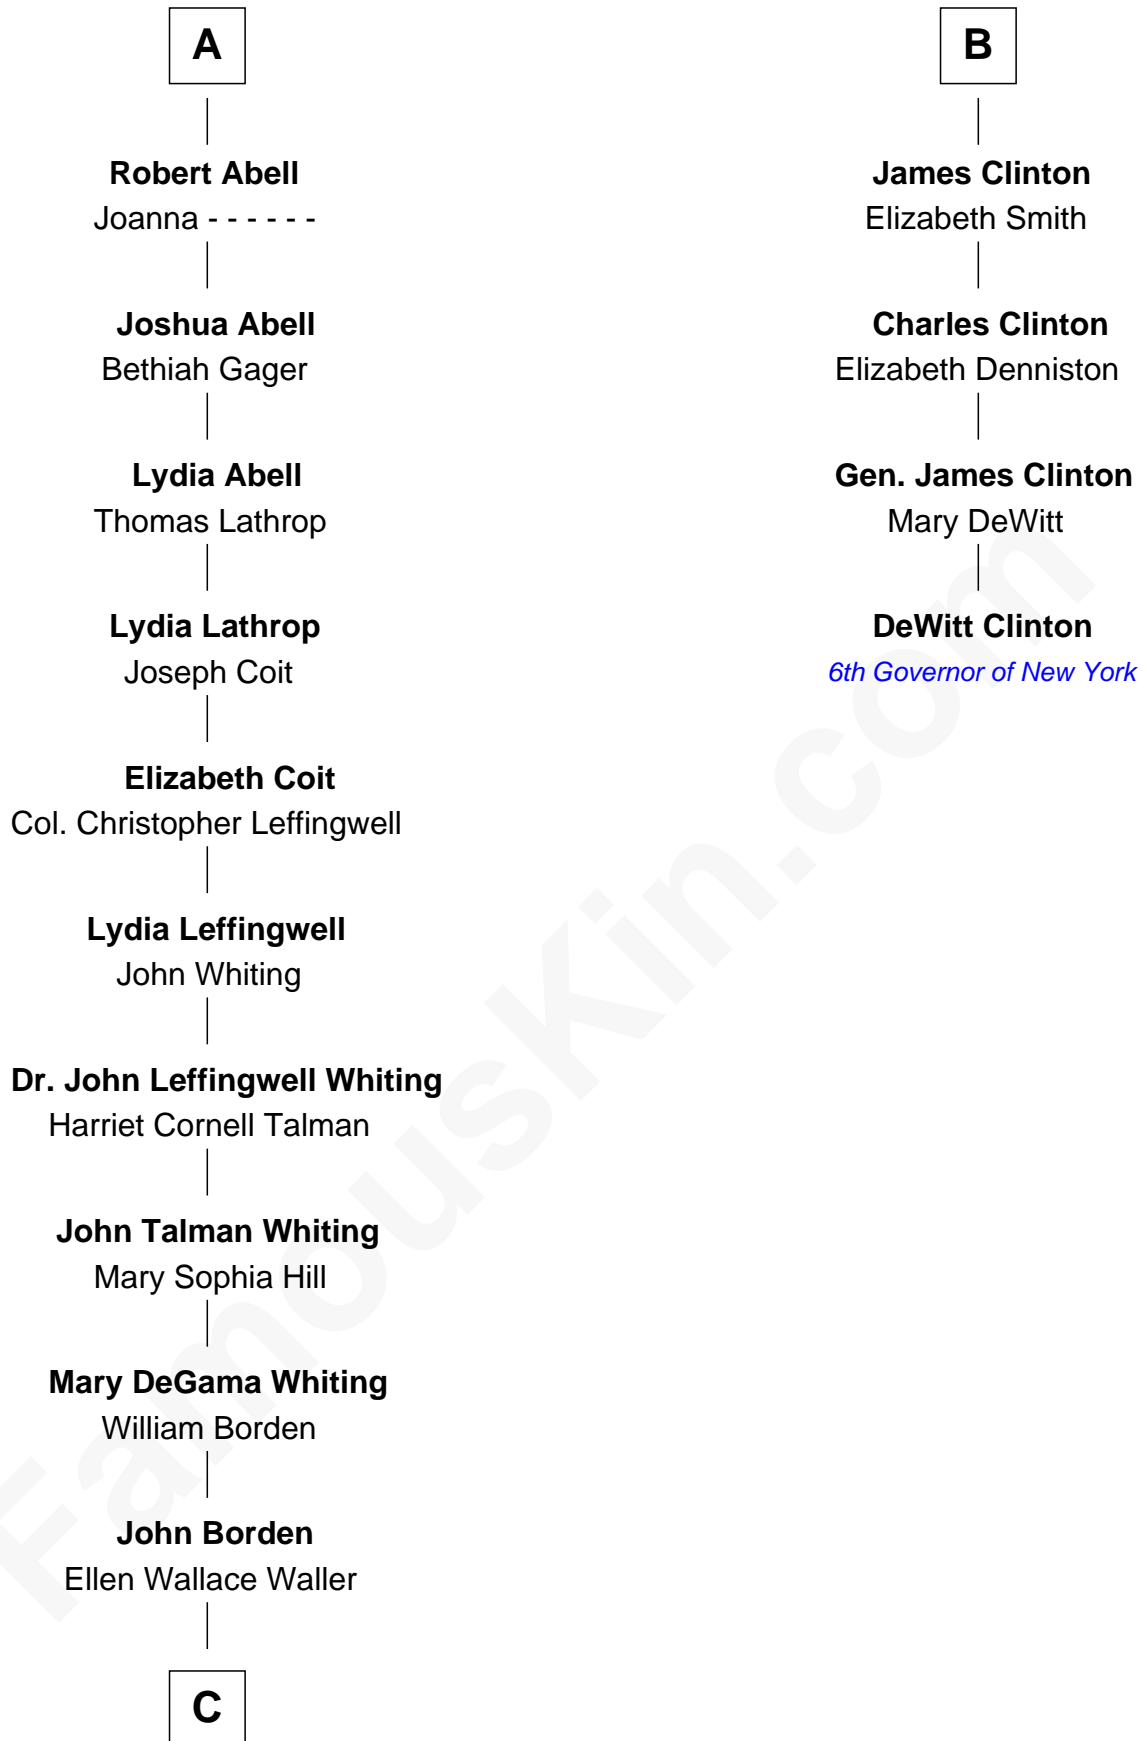 A
Robert Abell
Joanna - - - - - -
Joshua Abell
Bethiah Gager
Lydia Abell
Thomas Lathrop
Lydia Lathrop
Joseph Coit
Elizabeth Coit
Col. Christopher Leffingwell
Lydia Leffingwell
John Whiting
Dr. John Leffingwell Whiting
Harriet Cornell Talman
John Talman Whiting
Mary Sophia Hill
Mary DeGama Whiting
William Borden
John Borden
Ellen Wallace Waller
C
B
James Clinton
Elizabeth Smith
Charles Clinton
Elizabeth Denniston
Gen. James Clinton
Mary DeWitt
DeWitt Clinton
6th Governor of New York
FamousKin.com